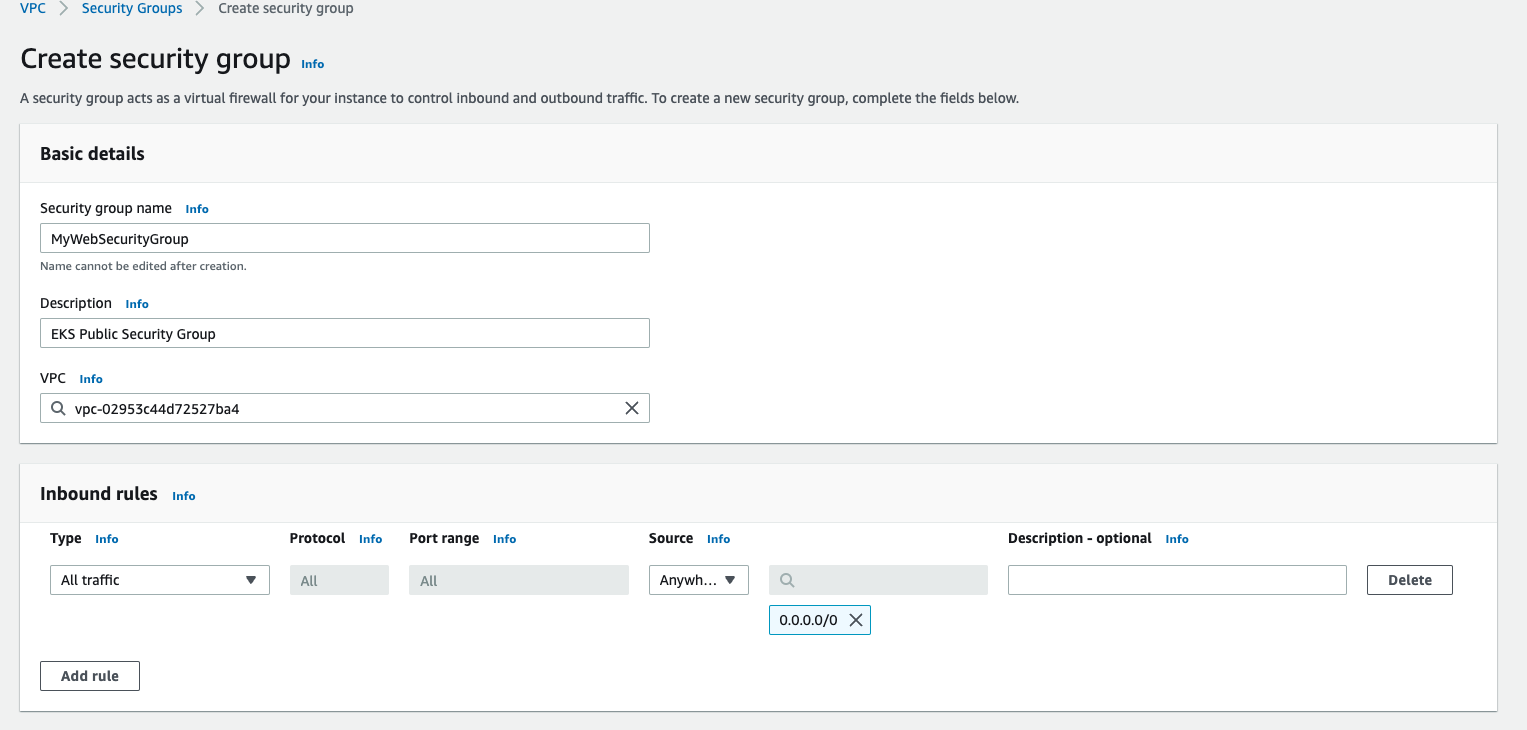 VPC > Security Groups > Create security group
Create security group Info
A security group acts as a virtual firewall for your instance to control inbound and outbound traffic. To create a new security group, complete the fields below.
Basic details
Security group name Info
MyWebSecurityGroup
Name cannot be edited after creation.
Description Info
EKS Public Security Group
VPC Info
vpc-02953c44d72527ba4
Inbound rules Info
Type Info Protocol Info Port range Info Source Info Description - optional Info
All traffic All All Anywh... Delete
0.0.0.0/0
Add rule